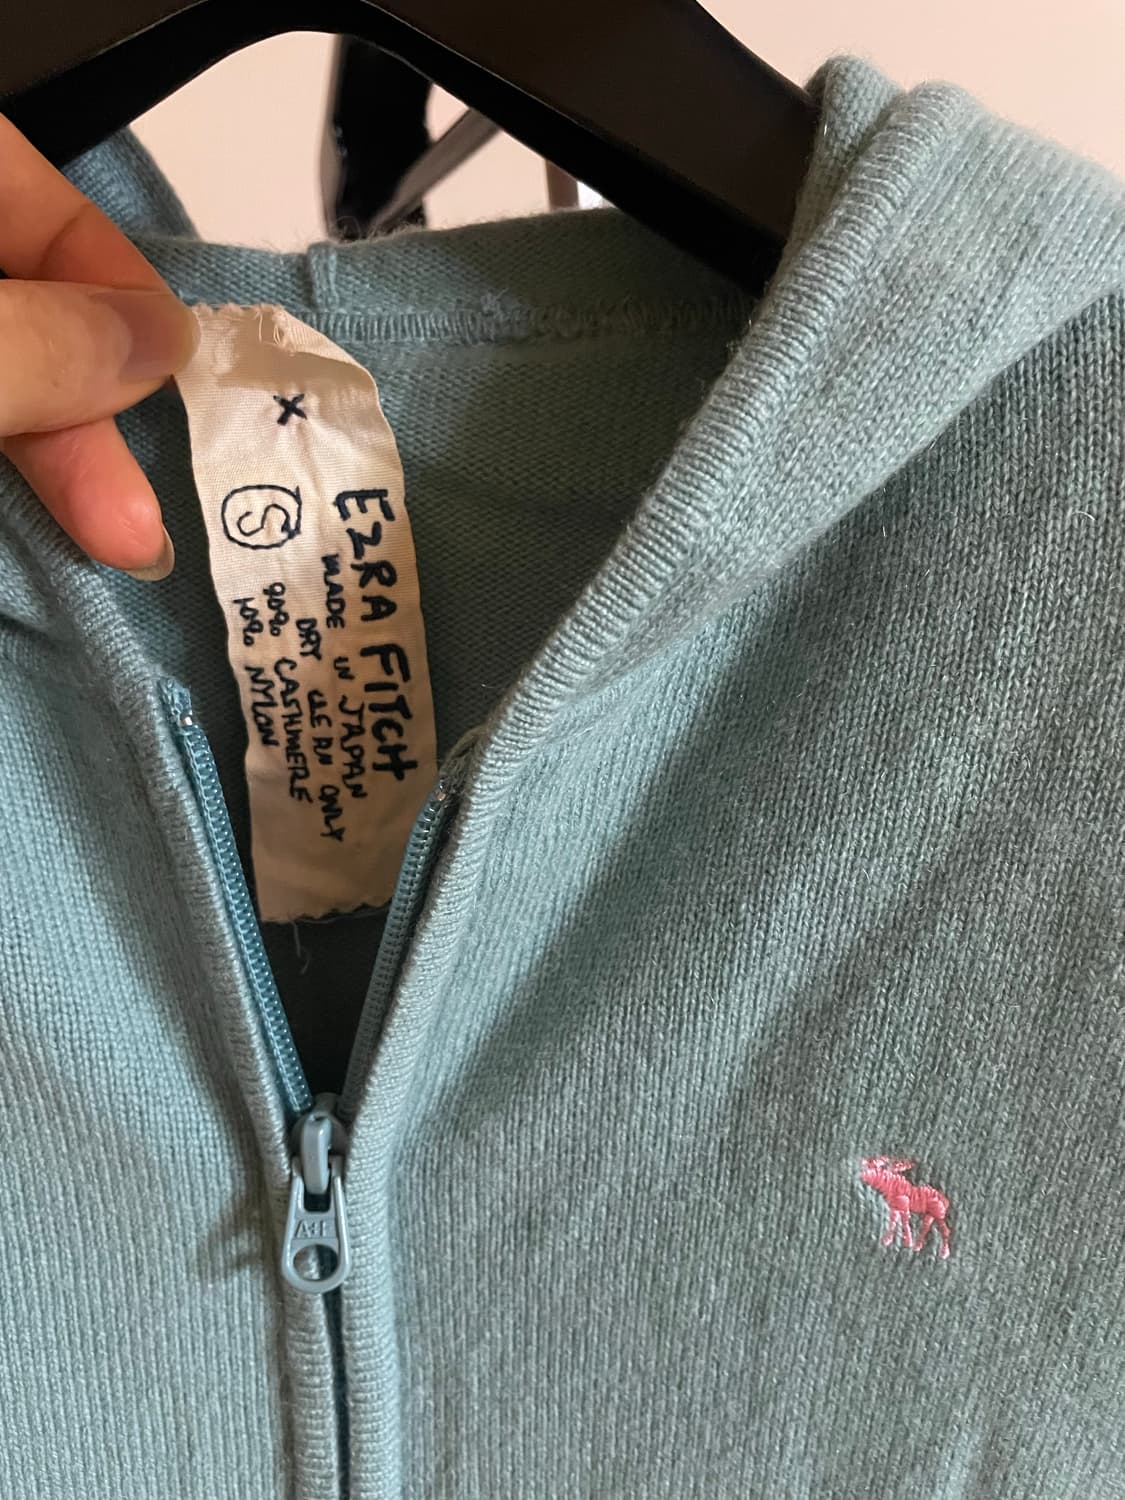 X
S
EZRA FITCH
MADE IN JAPAN
DRY CLEAN ONLY
90% CASHMERE
10% NYLON
A&F